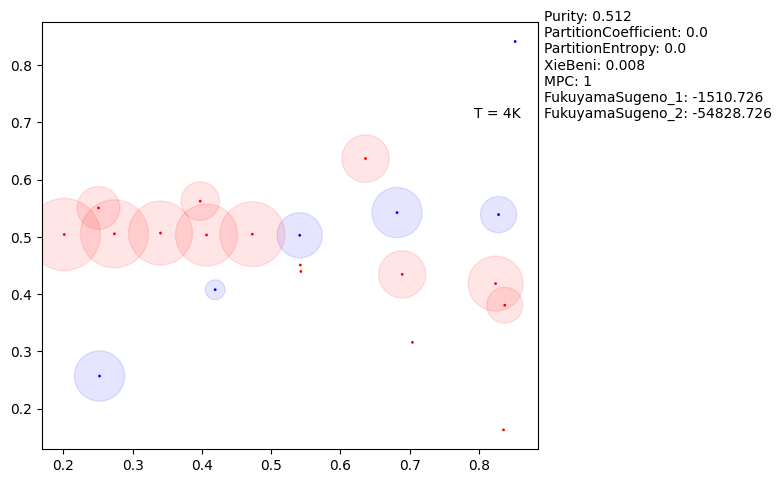 Purity: 0.512
PartitionCoefficient: 0.0
PartitionEntropy: 0.0
XieBeni: 0.008
MPC: 1
FukuyamaSugeno_1: -1510.726
FukuyamaSugeno_2: -54828.726
T = 4K
0.8
0.7
0.6
0.5
0.4
0.3
0.2
0.2 0.3 0.4 0.5 0.6 0.7 0.8